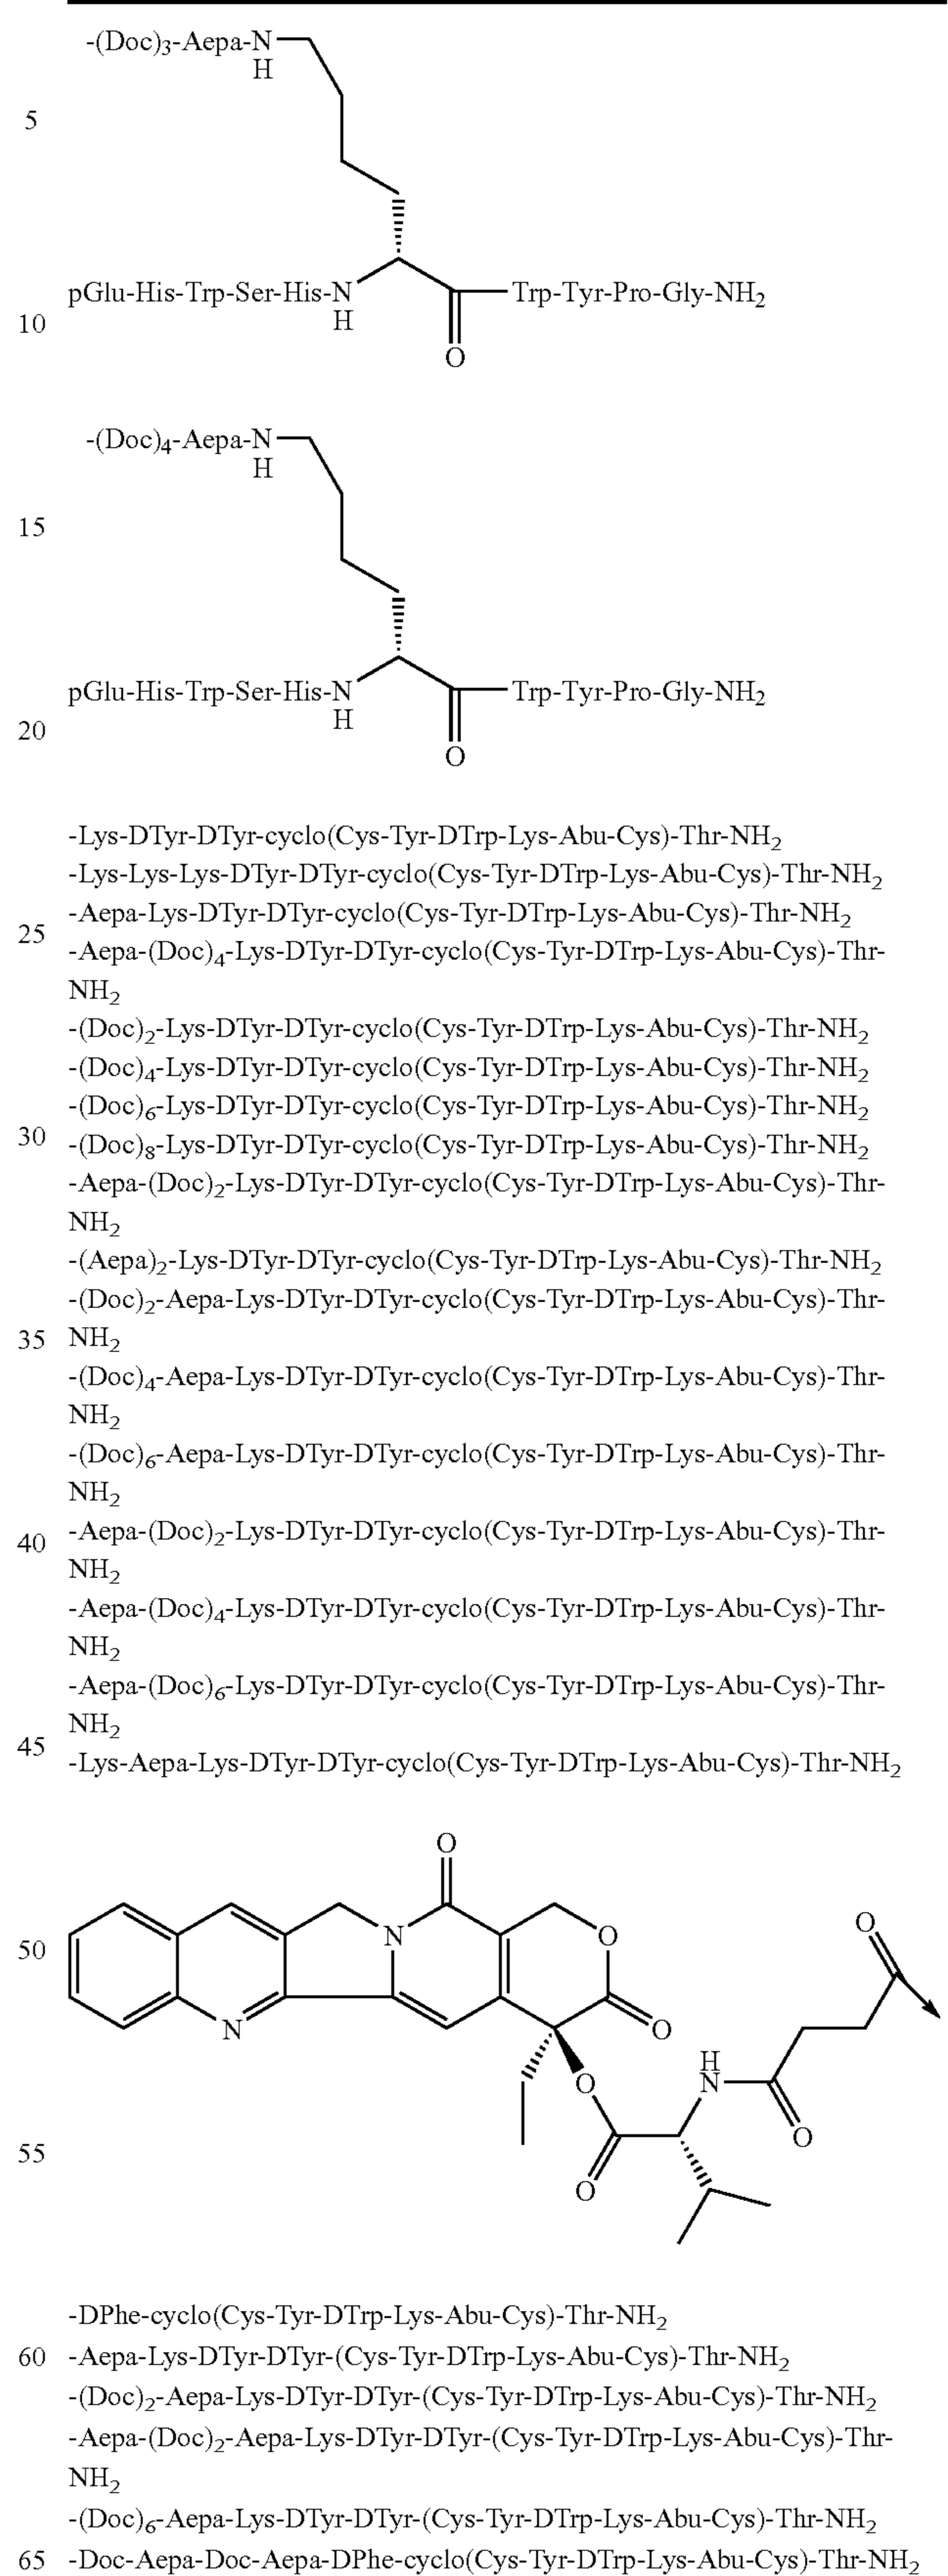 -(Doc)₃-Aepa-N
H
5
pGlu-His-Trp-Ser-His-N
H
Trp-Tyr-Pro-Gly-NH₂
10
O
-(Doc)₄-Aepa-N
H
15
pGlu-His-Trp-Ser-His-N
H
Trp-Tyr-Pro-Gly-NH₂
20
O
-Lys-DTyr-DTyr-cyclo(Cys-Tyr-DTrp-Lys-Abu-Cys)-Thr-NH₂
-Lys-Lys-Lys-DTyr-DTyr-cyclo(Cys-Tyr-DTrp-Lys-Abu-Cys)-Thr-NH₂
-Aepa-Lys-DTyr-DTyr-cyclo(Cys-Tyr-DTrp-Lys-Abu-Cys)-Thr-NH₂
25
-Aepa-(Doc)₄-Lys-DTyr-DTyr-cyclo(Cys-Tyr-DTrp-Lys-Abu-Cys)-Thr-
NH₂
-(Doc)₂-Lys-DTyr-DTyr-cyclo(Cys-Tyr-DTrp-Lys-Abu-Cys)-Thr-NH₂
-(Doc)₄-Lys-DTyr-DTyr-cyclo(Cys-Tyr-DTrp-Lys-Abu-Cys)-Thr-NH₂
-(Doc)₆-Lys-DTyr-DTyr-cyclo(Cys-Tyr-DTrp-Lys-Abu-Cys)-Thr-NH₂
30
-(Doc)₈-Lys-DTyr-DTyr-cyclo(Cys-Tyr-DTrp-Lys-Abu-Cys)-Thr-NH₂
-Aepa-(Doc)₂-Lys-DTyr-DTyr-cyclo(Cys-Tyr-DTrp-Lys-Abu-Cys)-Thr-
NH₂
-(Aepa)₂-Lys-DTyr-DTyr-cyclo(Cys-Tyr-DTrp-Lys-Abu-Cys)-Thr-NH₂
-(Doc)₂-Aepa-Lys-DTyr-DTyr-cyclo(Cys-Tyr-DTrp-Lys-Abu-Cys)-Thr-
35 NH₂
-(Doc)₄-Aepa-Lys-DTyr-DTyr-cyclo(Cys-Tyr-DTrp-Lys-Abu-Cys)-Thr-
NH₂
-(Doc)₆-Aepa-Lys-DTyr-DTyr-cyclo(Cys-Tyr-DTrp-Lys-Abu-Cys)-Thr-
NH₂
-Aepa-(Doc)₂-Lys-DTyr-DTyr-cyclo(Cys-Tyr-DTrp-Lys-Abu-Cys)-Thr-
40
NH₂
-Aepa-(Doc)₄-Lys-DTyr-DTyr-cyclo(Cys-Tyr-DTrp-Lys-Abu-Cys)-Thr-
NH₂
-Aepa-(Doc)₆-Lys-DTyr-DTyr-cyclo(Cys-Tyr-DTrp-Lys-Abu-Cys)-Thr-
NH₂
45
-Lys-Aepa-Lys-DTyr-DTyr-cyclo(Cys-Tyr-DTrp-Lys-Abu-Cys)-Thr-NH₂
O
O
N
O
50
N
O
H
N
O
O
55
O
-DPhe-cyclo(Cys-Tyr-DTrp-Lys-Abu-Cys)-Thr-NH₂
60 -Aepa-Lys-DTyr-DTyr-(Cys-Tyr-DTrp-Lys-Abu-Cys)-Thr-NH₂
-(Doc)₂-Aepa-Lys-DTyr-DTyr-(Cys-Tyr-DTrp-Lys-Abu-Cys)-Thr-NH₂
-Aepa-(Doc)₂-Aepa-Lys-DTyr-DTyr-(Cys-Tyr-DTrp-Lys-Abu-Cys)-Thr-
NH₂
-(Doc)₆-Aepa-Lys-DTyr-DTyr-(Cys-Tyr-DTrp-Lys-Abu-Cys)-Thr-NH₂
65 -Doc-Aepa-Doc-Aepa-DPhe-cyclo(Cys-Tyr-DTrp-Lys-Abu-Cys)-Thr-NH₂